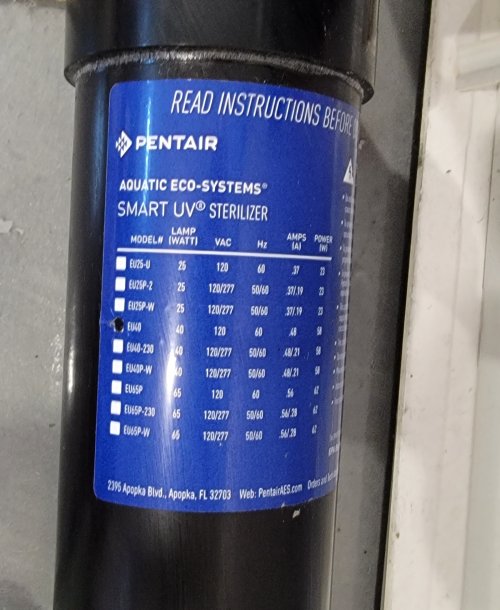 READ INSTRUCTIONS BEFORE
PENTAIR
AQUATIC ECO-SYSTEMS®
SMART UV® STERILIZER
MODEL# LAMP (WATT) VAC Hz AMPS (A) POWER (W)
EU25-U 25 120 60 .37 23
EU25P-2 25 120/277 50/60 .37/.19 23
EU25P-W 25 120/277 50/60 .37/.19 23
EU40 40 120 60 .48 58
EU40-230 40 120/277 50/60 .48/.21 58
EU40P-W 40 120/277 50/60 .48/.21 58
EU65P 65 120 60 .56 62
EU65P-230 65 120/277 50/60 .56/.28 62
EU65P-W 65 120/277 50/60 .56/.28 62
2395 Apopka Blvd., Apopka, FL 32703 Web: PentairAES.com Orders and